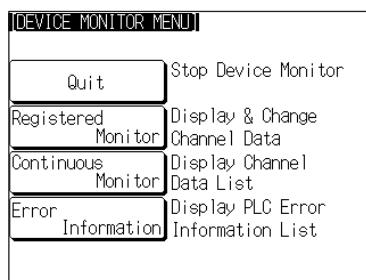 [DEVICE MONITOR MENU]
Quit
Stop Device Monitor
Registered
Monitor
Display & Change
Channel Data
Continuous
Monitor
Display Channel
Data List
Error
Information
Display PLC Error
Information List